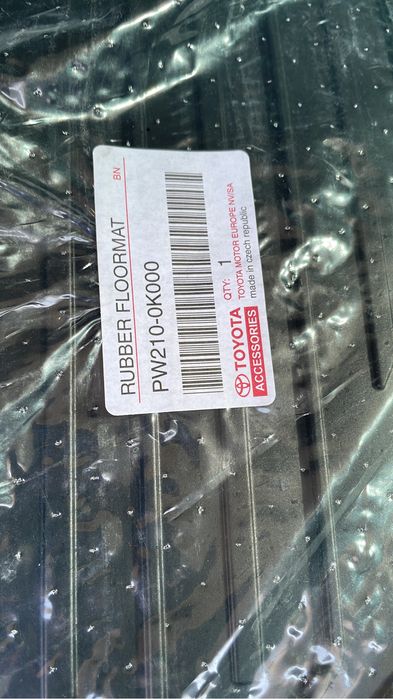 RUBBER FLOORMAT
BN
PW210-0K000
TOYOTA
ACCESSORIES
QTY: 1
TOYOTA MOTOR EUROPE NV/SA
made in czech republic